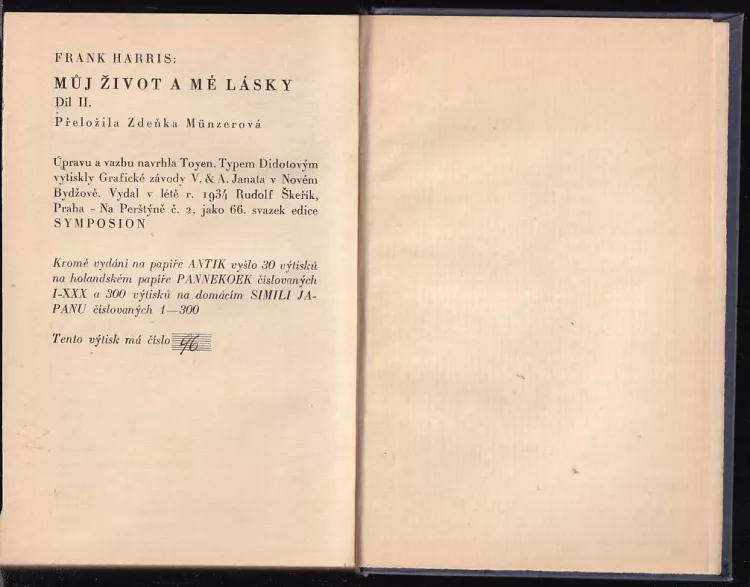 FRANK HARRIS:
MŮJ ŽIVOT A MÉ LÁSKY
Díl II.
Přeložila Zdeňka Münzerová
Úpravu a vazbu navrhla Toyen. Typem Didotovým
vytiskly Grafické závody V. & A. Janata v Novém
Bydžově. Vydal v létě r. 1934 Rudolf Škeřík,
Praha - Na Perštýně č. 2, jako 66. svazek edice
SYMPOSION
Kromě vydání na papíře ANTIK vyšlo 30 výtisků
na holandském papíře PANNEKOEK číslovaných
I-XXX a 300 výtisků na domácím SIMILI JA-
PANU číslovaných 1—300
Tento výtisk má číslo 96